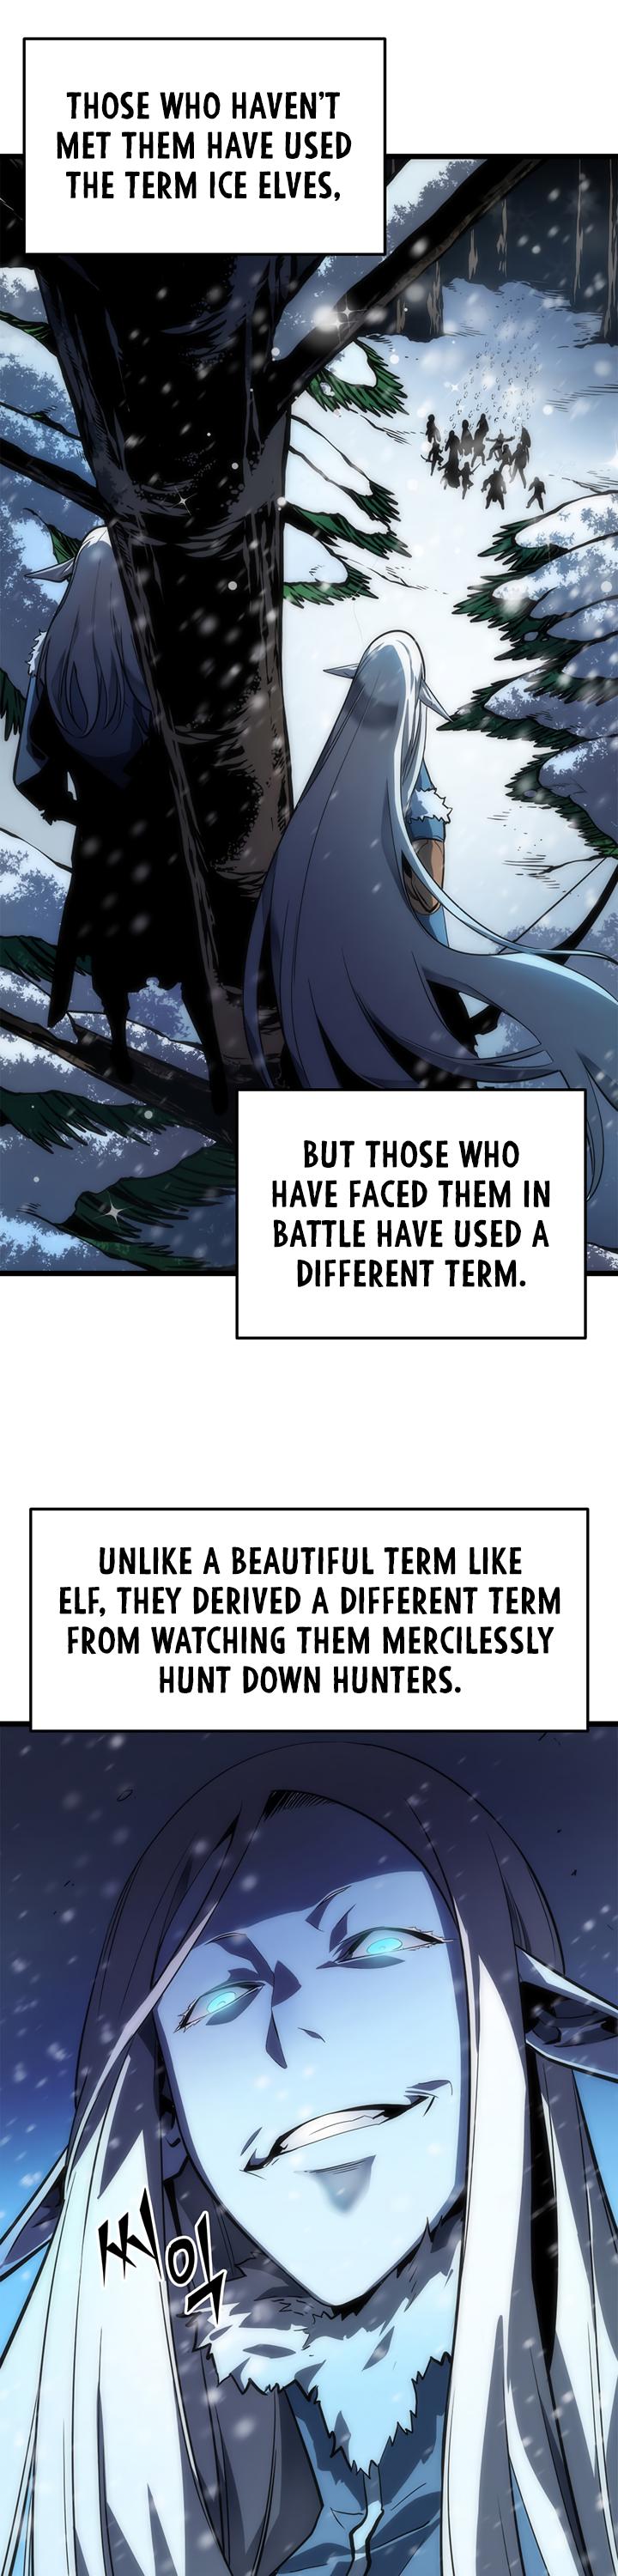 THOSE WHO HAVEN'T
MET THEM HAVE USED
THE TERM ICE ELVES,
BUT THOSE WHO
HAVE FACED THEM IN
BATTLE HAVE USED A
DIFFERENT TERM.
UNLIKE A BEAUTIFUL TERM LIKE
ELF, THEY DERIVED A DIFFERENT TERM
FROM WATCHING THEM MERCILESSLY
HUNT DOWN HUNTERS.
씨익